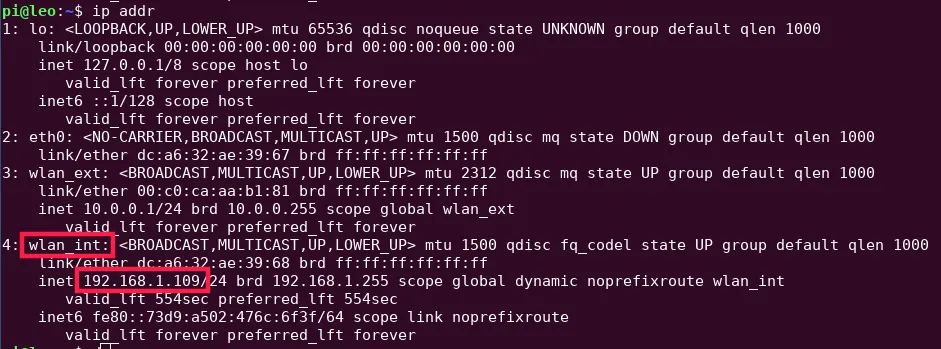 pi@leo:~$ ip addr
1: lo: <LOOPBACK,UP,LOWER_UP> mtu 65536 qdisc noqueue state UNKNOWN group default qlen 1000
    link/loopback 00:00:00:00:00:00 brd 00:00:00:00:00:00
    inet 127.0.0.1/8 scope host lo
       valid_lft forever preferred_lft forever
    inet6 ::1/128 scope host
       valid_lft forever preferred_lft forever
2: eth0: <NO-CARRIER,BROADCAST,MULTICAST,UP> mtu 1500 qdisc mq state DOWN group default qlen 1000
    link/ether dc:a6:32:ae:39:67 brd ff:ff:ff:ff:ff:ff
3: wlan_ext: <BROADCAST,MULTICAST,UP,LOWER_UP> mtu 2312 qdisc mq state UP group default qlen 1000
    link/ether 00:c0:ca:aa:b1:81 brd ff:ff:ff:ff:ff:ff
    inet 10.0.0.1/24 brd 10.0.0.255 scope global wlan_ext
       valid_lft forever preferred_lft forever
4: wlan_int: <BROADCAST,MULTICAST,UP,LOWER_UP> mtu 1500 qdisc fq_codel state UP group default qlen 1000
    link/ether dc:a6:32:ae:39:68 brd ff:ff:ff:ff:ff:ff
    inet 192.168.1.109/24 brd 192.168.1.255 scope global dynamic noprefixroute wlan_int
       valid_lft 554sec preferred_lft 554sec
    inet6 fe80::73d9:a502:476c:6f3f/64 scope link noprefixroute
       valid_lft forever preferred_lft forever